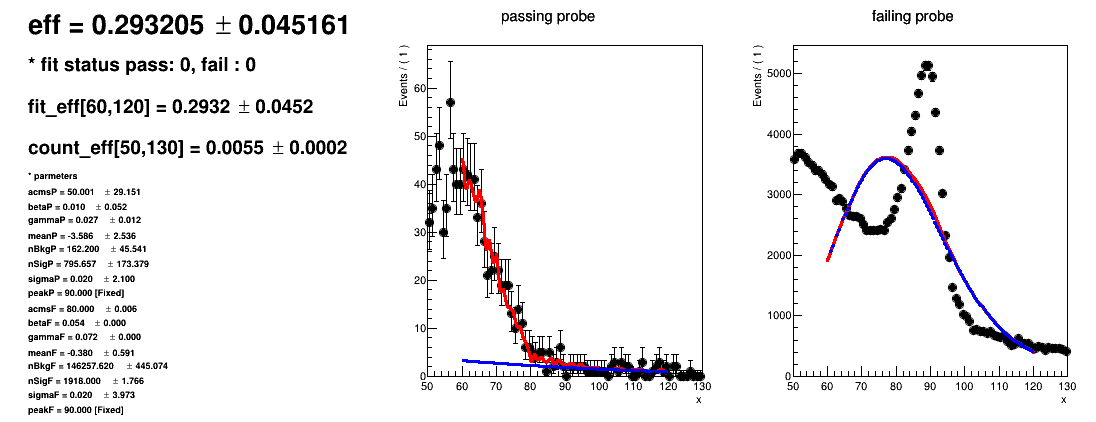 eff = 0.293205 ± 0.045161
* fit status pass: 0, fail : 0
fit_eff[60,120] = 0.2932 ± 0.0452
count_eff[50,130] = 0.0055 ± 0.0002
* parmeters
acmsP = 50.001 ± 29.151
betaP = 0.010 ± 0.052
gammaP = 0.027 ± 0.012
meanP = -3.586 ± 2.536
nBkgP = 162.200 ± 45.541
nSigP = 795.657 ± 173.379
sigmaP = 0.020 ± 2.100
peakP = 90.000 [Fixed]
acmsF = 80.000 ± 0.006
betaF = 0.054 ± 0.000
gammaF = 0.072 ± 0.000
meanF = -0.380 ± 0.591
nBkgF = 146257.620 ± 445.074
nSigF = 1918.000 ± 1.766
sigmaF = 0.020 ± 3.973
peakF = 90.000 [Fixed]
passing probe
Events / ( 1 )
60
50
40
30
20
10
0
50 60 70 80 90 100 110 120 130
x
failing probe
Events / ( 1 )
5000
4000
3000
2000
1000
0
50 60 70 80 90 100 110 120 130
x